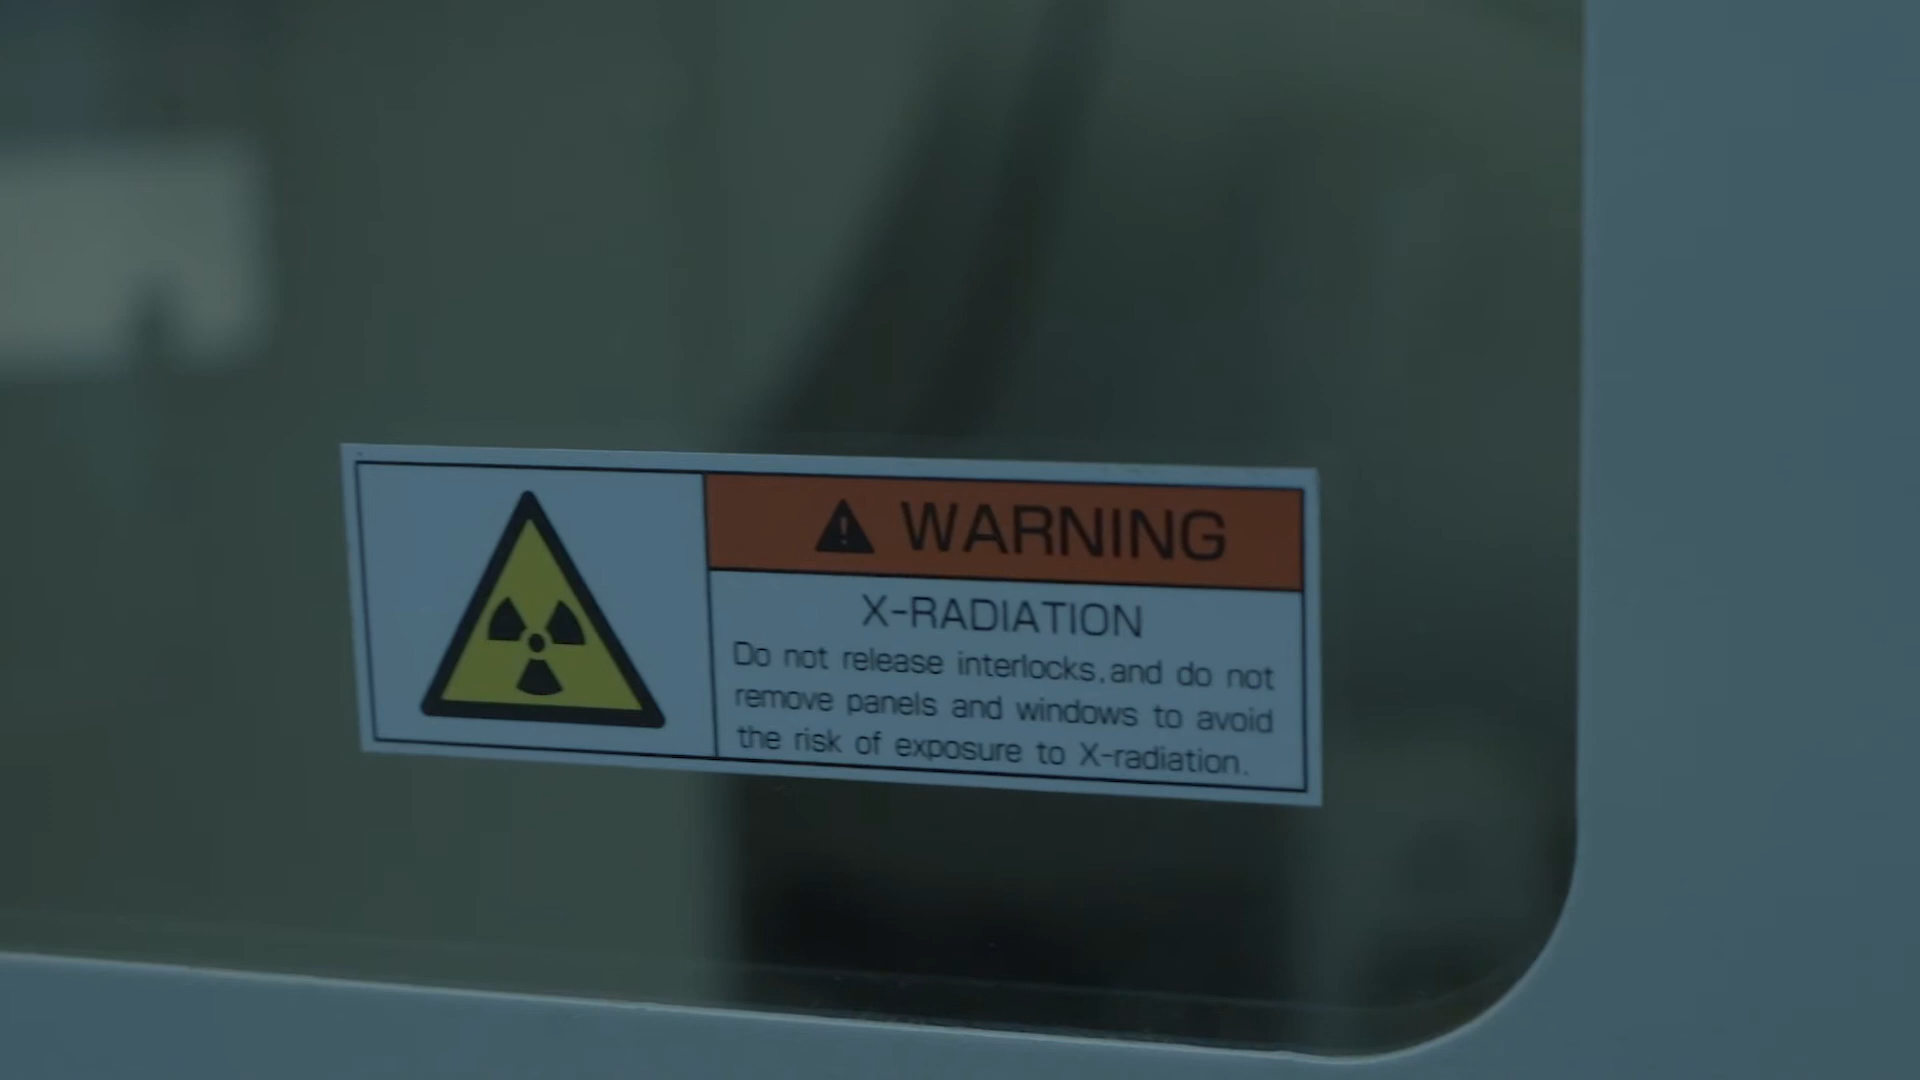 WARNING
X-RADIATION
Do not release interlocks,and do not
remove panels and windows to avoid
the risk of exposure to X-radiation.